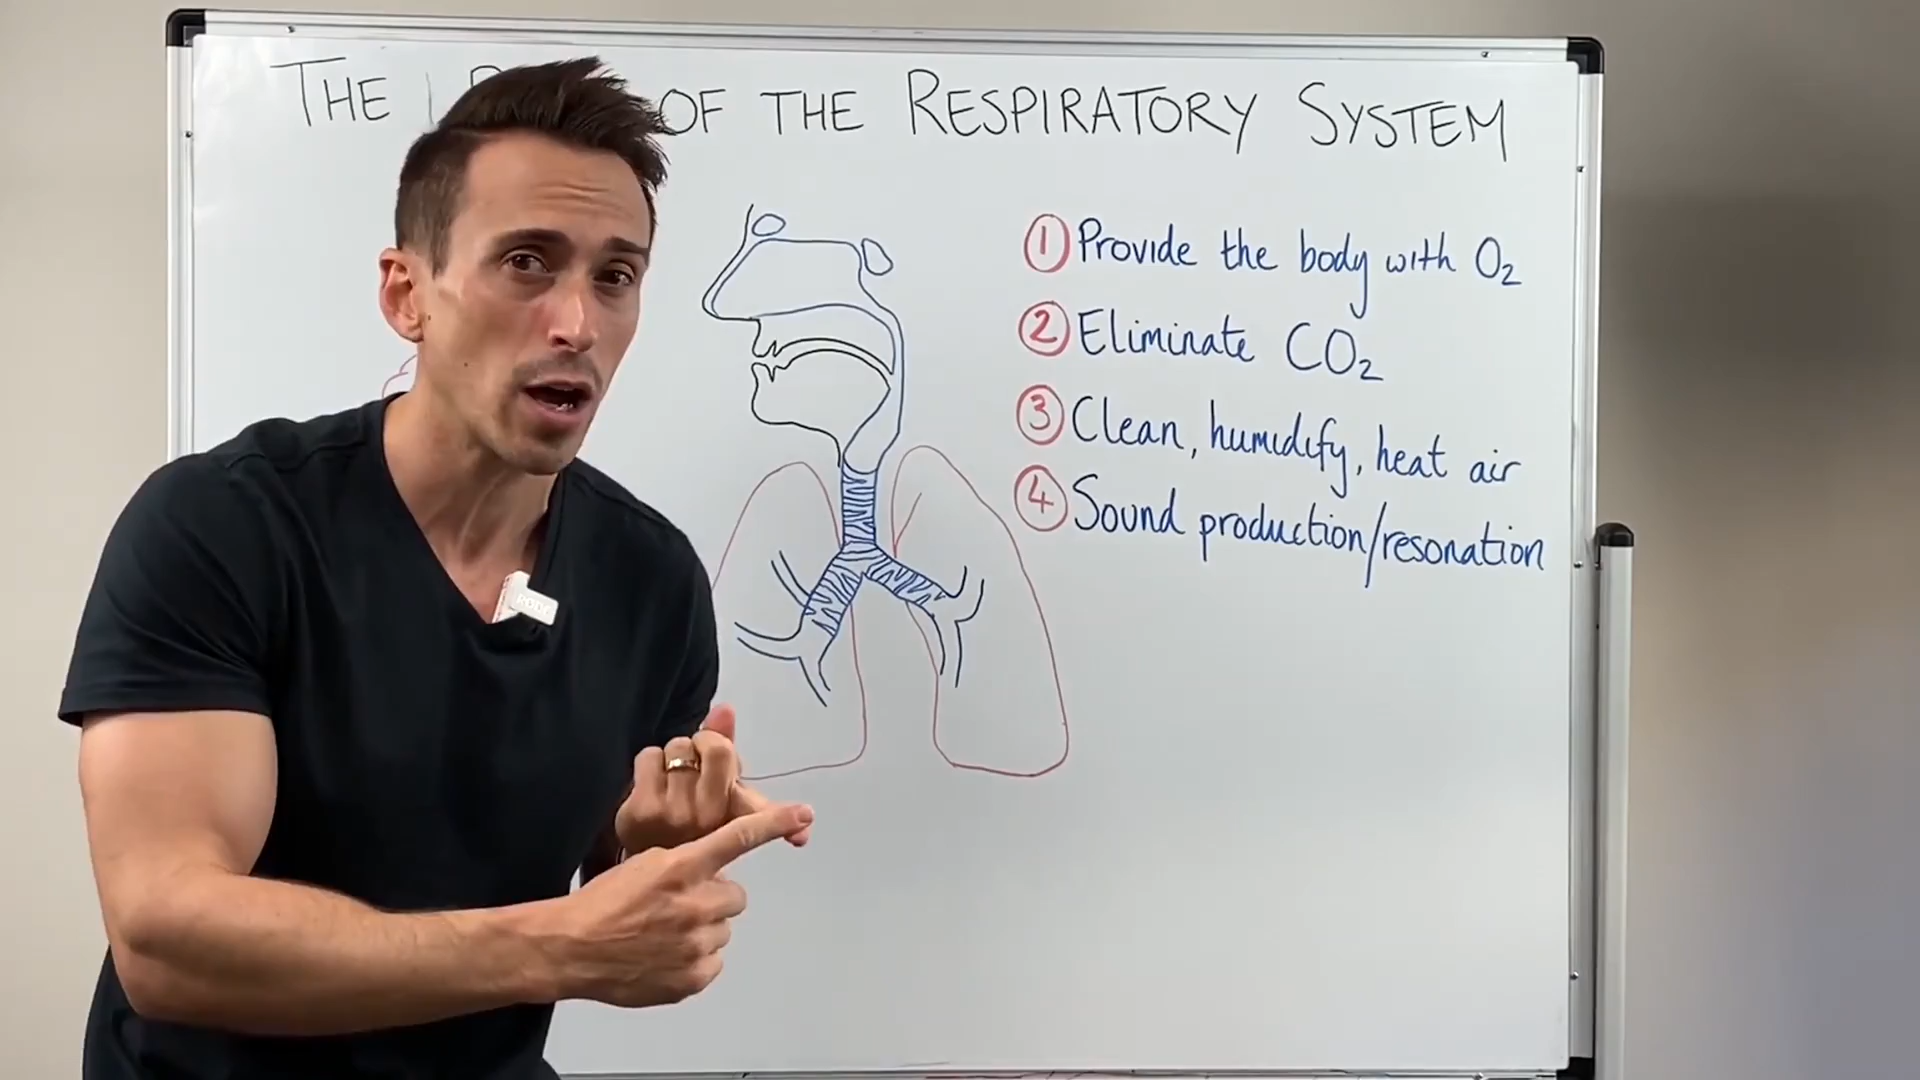 THE OF THE RESPIRATORY SYSTEM
1 Provide the body with O2
2 Eliminate CO2
3 Clean, humidify, heat air
4 Sound production/resonation
RODE